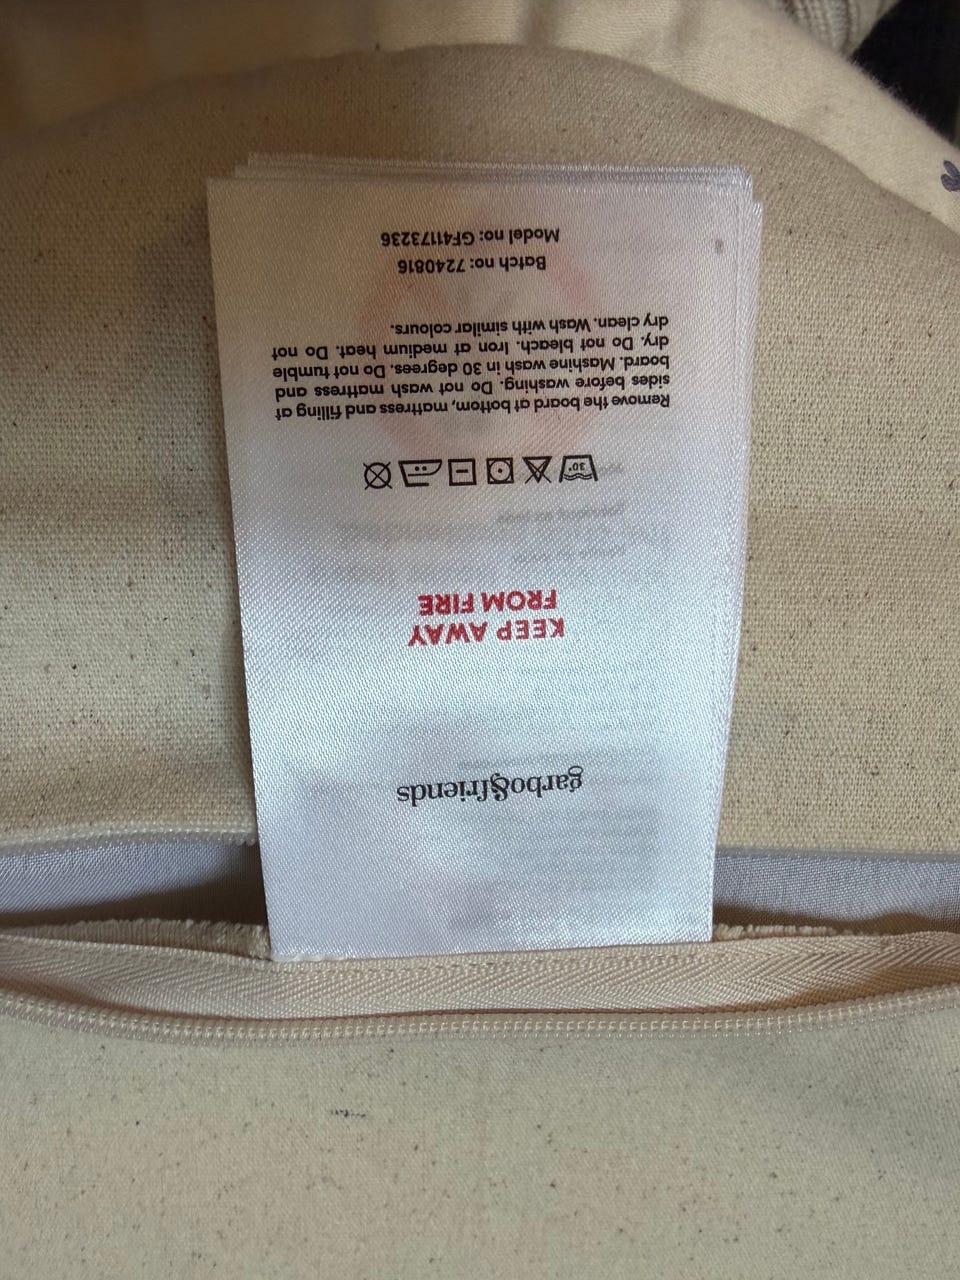 garbo&friends
KEEP AWAY
FROM FIRE
30°
Remove the board at bottom, mattress and filling at
sides before washing. Do not wash mattress and
board. Mashine wash in 30 degrees. Do not tumble
dry. Do not bleach. Iron at medium heat. Do not
dry clean. Wash with similar colours.
Batch no: 7240816
Model no: GF41173236